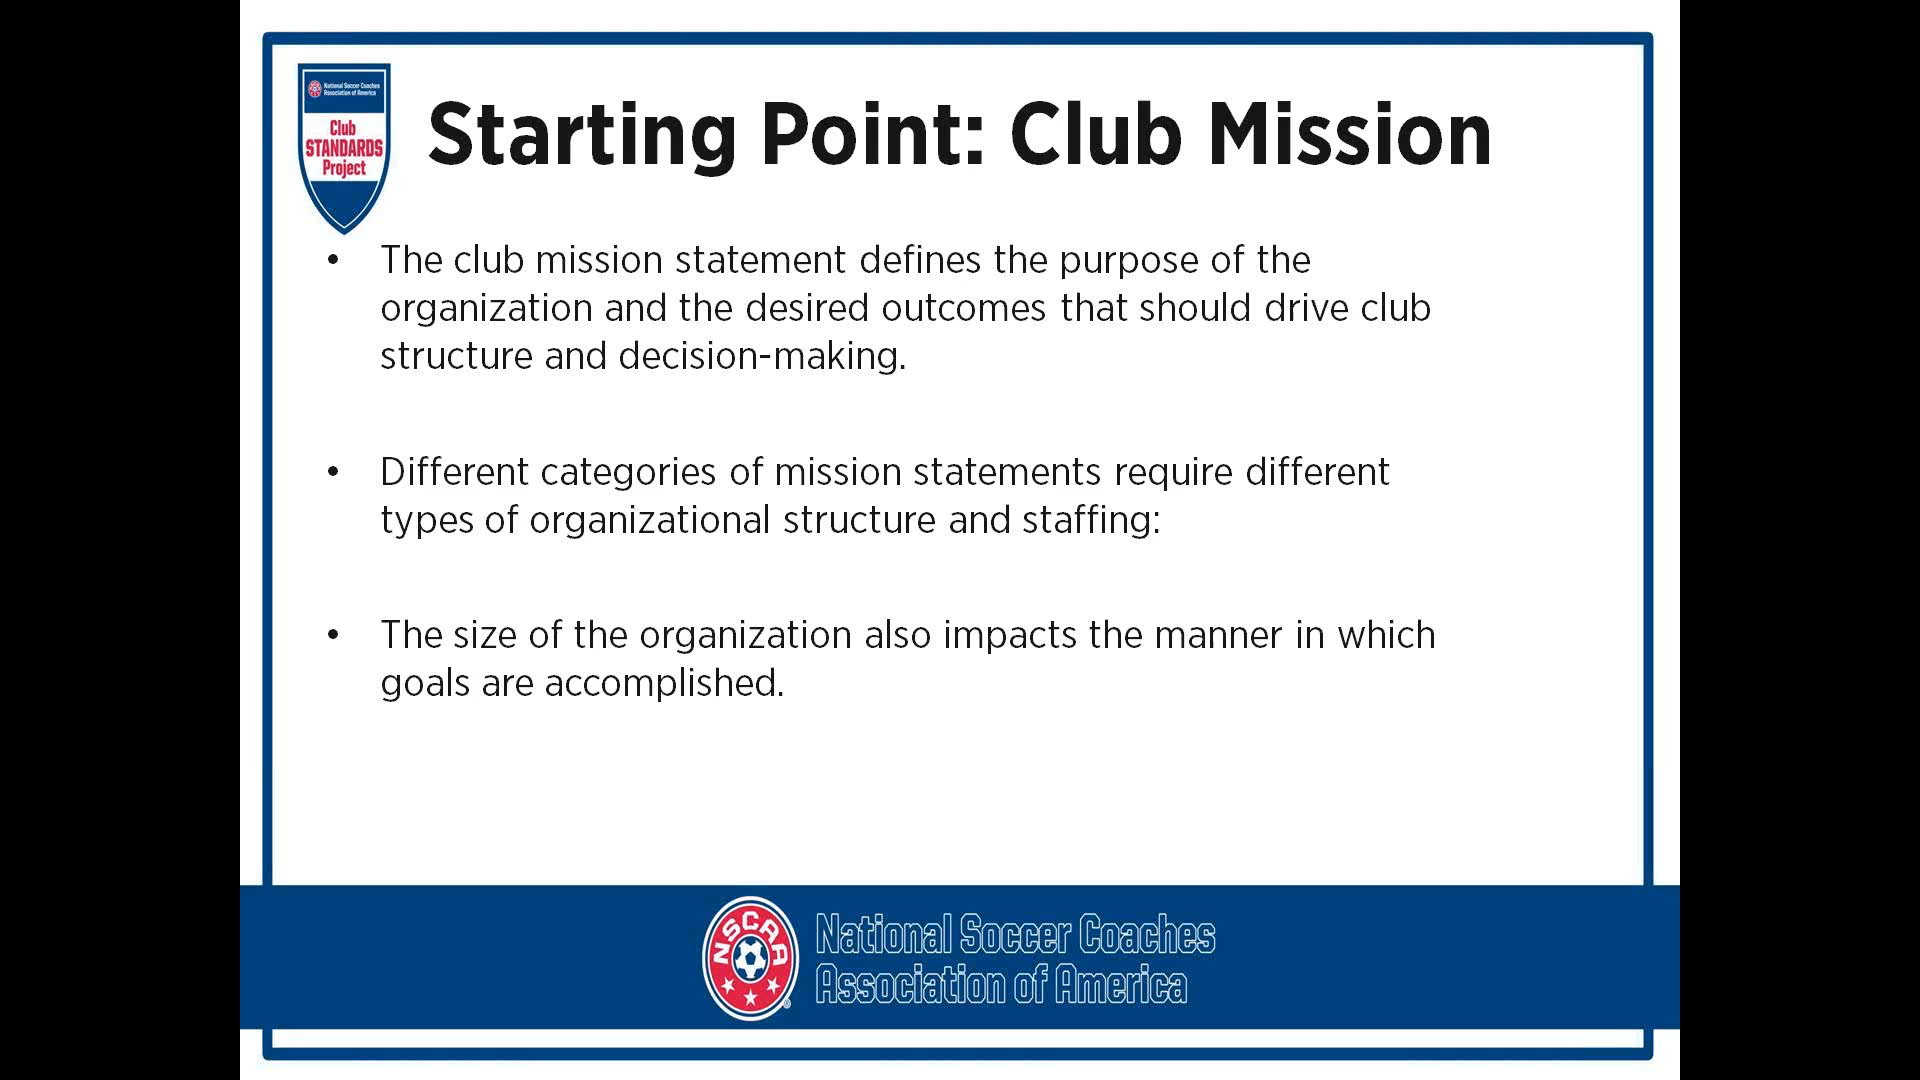 National Soccer Coaches
Association of America
Club
STANDARDS
Project
Starting Point: Club Mission
• The club mission statement defines the purpose of the
organization and the desired outcomes that should drive club
structure and decision-making.
• Different categories of mission statements require different
types of organizational structure and staffing:
• The size of the organization also impacts the manner in which
goals are accomplished.
NSCAA
®
National Soccer Coaches
Association of America